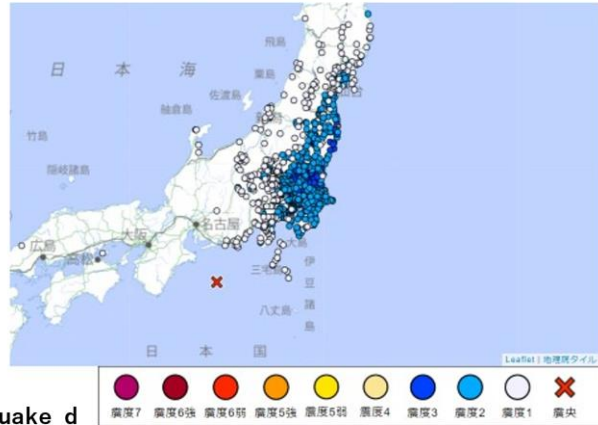 飛島
日 本 海
粟島
佐渡島
舳倉島
竹島
隠岐諸島
名古屋
大阪
広島
高松
大島
三宅島
伊豆諸島
八丈島
日 本 国
Leaflet | 地理院タイル
震度7 震度6強 震度6弱 震度5強 震度5弱 震度4 震度3 震度2 震度1 震央
uake d